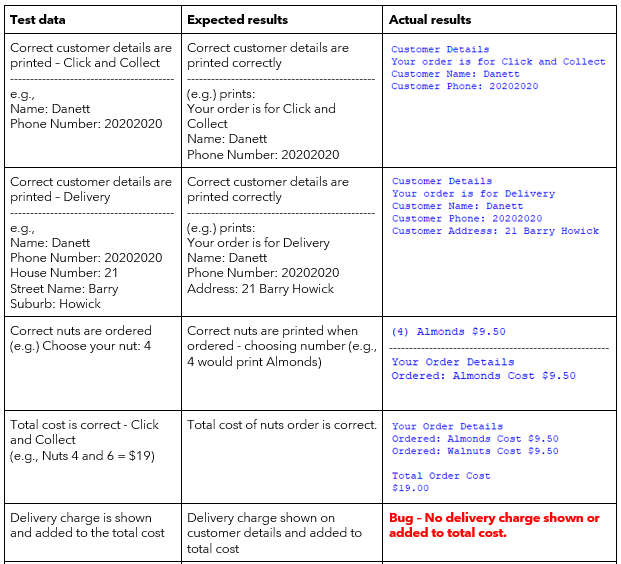 Test data
Expected results
Actual results
Correct customer details are
printed – Click and Collect
--------------------------------------------
e.g.,
Name: Danett
Phone Number: 20202020
Correct customer details are
printed correctly
--------------------------------------------------
(e.g.) prints:
Your order is for Click and
Collect
Name: Danett
Phone Number: 20202020
Customer Details
Your order is for Click and Collect
Customer Name: Danett
Customer Phone: 20202020
Correct customer details are
printed – Delivery
--------------------------------------------
e.g.,
Name: Danett
Phone Number: 20202020
House Number: 21
Street Name: Barry
Suburb: Howick
Correct customer details are
printed correctly
--------------------------------------------------
(e.g.) prints:
Your order is for Delivery
Name: Danett
Phone Number: 20202020
Address: 21 Barry Howick
Customer Details
Your order is for Delivery
Customer Name: Danett
Customer Phone: 20202020
Customer Address: 21 Barry Howick
Correct nuts are ordered
(e.g.) Choose your nut: 4
Correct nuts are printed when
ordered - choosing number (e.g.,
4 would print Almonds)
(4) Almonds $9.50
--------------------------------------------------
Your Order Details
Ordered: Almonds Cost $9.50
Total cost is correct - Click
and Collect
(e.g., Nuts 4 and 6 = $19)
Total cost of nuts order is correct.
Your Order Details
Ordered: Almonds Cost $9.50
Ordered: Walnuts Cost $9.50
Total Order Cost
$19.00
Delivery charge is shown
and added to the total cost
Delivery charge shown on
customer details and added to
total cost
Bug – No delivery charge shown or
added to total cost.